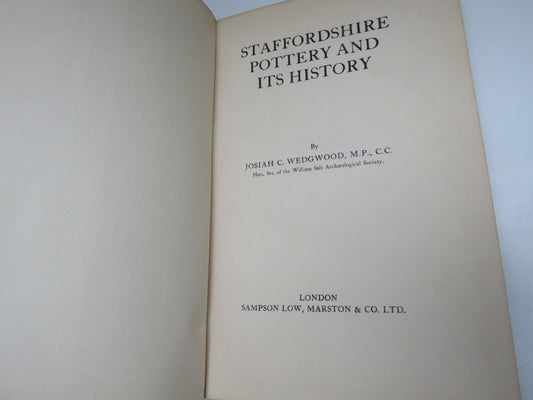 STAFFORDSHIRE
POTTERY AND
ITS HISTORY
By
JOSIAH C. WEDGWOOD, M.P., C.C.
Hon. Sec. of the William Salt Archæological Society.
LONDON
SAMPSON LOW, MARSTON & CO. LTD.